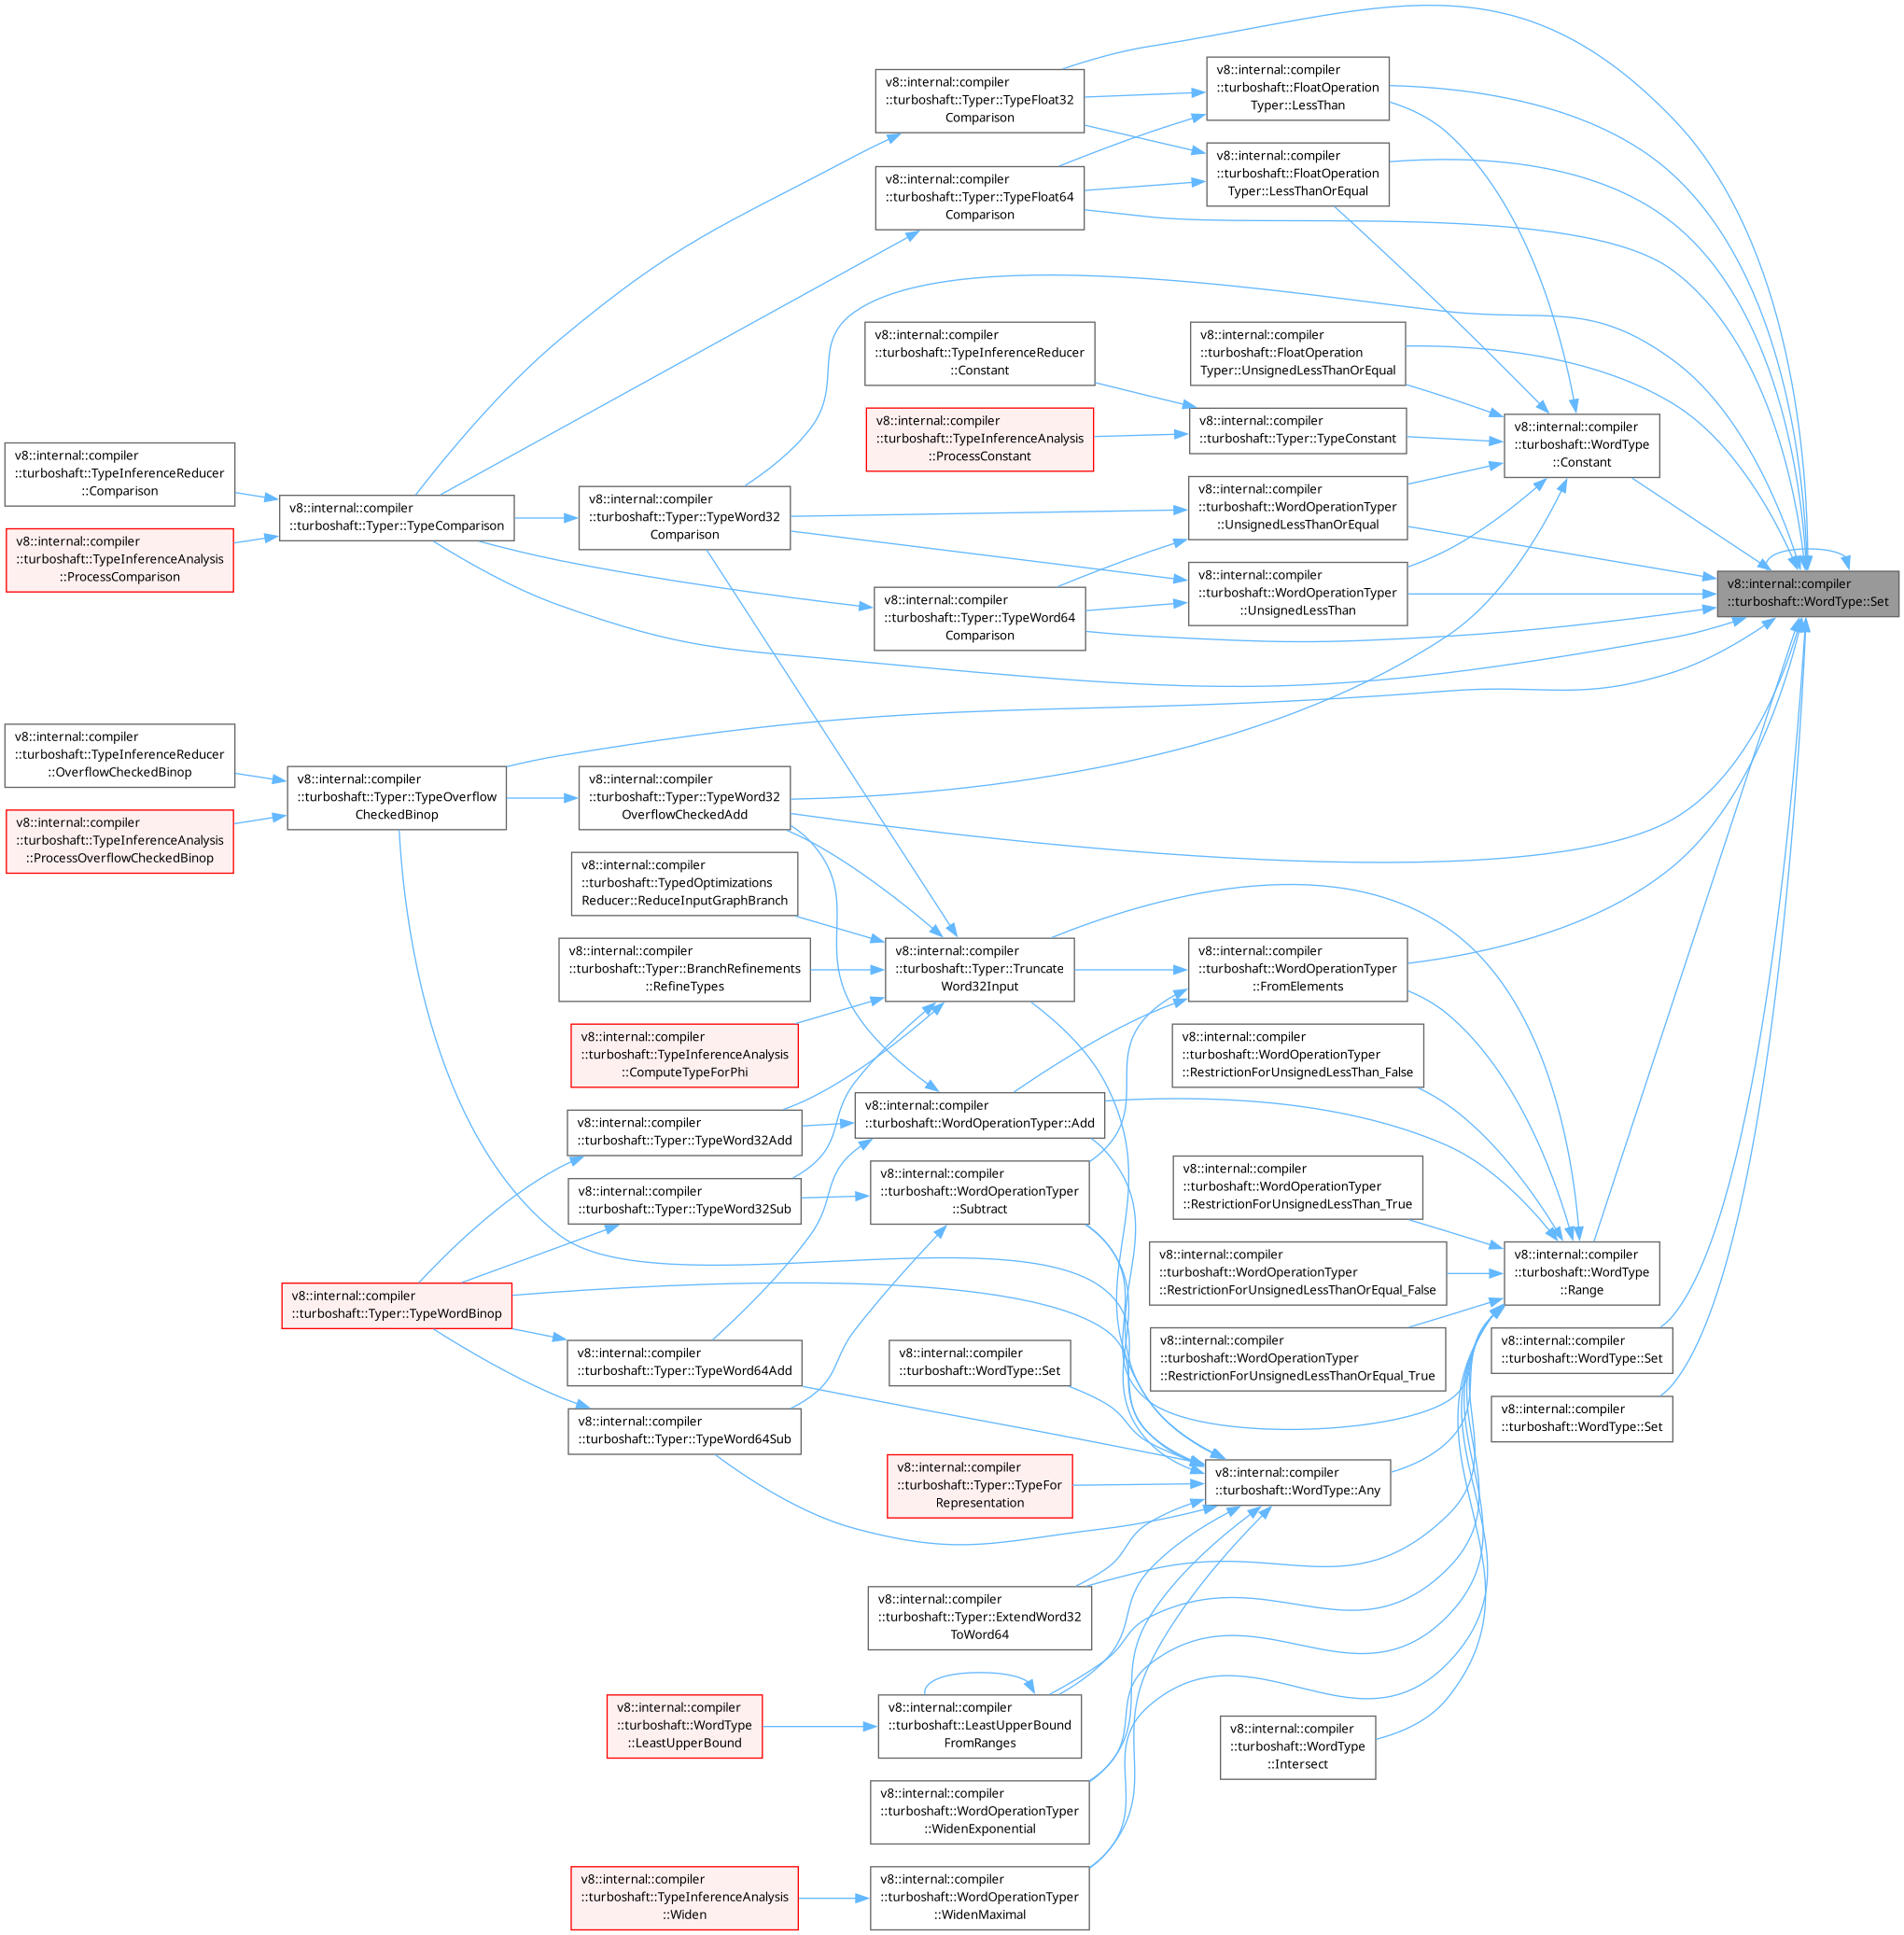 v8::internal::compiler
::turboshaft::Typer::TypeFloat32
Comparison
v8::internal::compiler
::turboshaft::FloatOperation
Typer::LessThan
v8::internal::compiler
::turboshaft::FloatOperation
Typer::LessThanOrEqual
v8::internal::compiler
::turboshaft::Typer::TypeFloat64
Comparison
v8::internal::compiler
::turboshaft::TypeInferenceReducer
::Constant
v8::internal::compiler
::turboshaft::FloatOperation
Typer::UnsignedLessThanOrEqual
v8::internal::compiler
::turboshaft::TypeInferenceAnalysis
::ProcessConstant
v8::internal::compiler
::turboshaft::Typer::TypeConstant
v8::internal::compiler
::turboshaft::WordType
::Constant
v8::internal::compiler
::turboshaft::TypeInferenceReducer
::Comparison
v8::internal::compiler
::turboshaft::Typer::TypeComparison
v8::internal::compiler
::turboshaft::Typer::TypeWord32
Comparison
v8::internal::compiler
::turboshaft::WordOperationTyper
::UnsignedLessThanOrEqual
v8::internal::compiler
::turboshaft::TypeInferenceAnalysis
::ProcessComparison
v8::internal::compiler
::turboshaft::Typer::TypeWord64
Comparison
v8::internal::compiler
::turboshaft::WordOperationTyper
::UnsignedLessThan
v8::internal::compiler
::turboshaft::WordType::Set
v8::internal::compiler
::turboshaft::TypeInferenceReducer
::OverflowCheckedBinop
v8::internal::compiler
::turboshaft::Typer::TypeOverflow
CheckedBinop
v8::internal::compiler
::turboshaft::Typer::TypeWord32
OverflowCheckedAdd
v8::internal::compiler
::turboshaft::TypeInferenceAnalysis
::ProcessOverflowCheckedBinop
v8::internal::compiler
::turboshaft::TypedOptimizations
Reducer::ReduceInputGraphBranch
v8::internal::compiler
::turboshaft::Typer::BranchRefinements
::RefineTypes
v8::internal::compiler
::turboshaft::Typer::Truncate
Word32Input
v8::internal::compiler
::turboshaft::WordOperationTyper
::FromElements
v8::internal::compiler
::turboshaft::TypeInferenceAnalysis
::ComputeTypeForPhi
v8::internal::compiler
::turboshaft::WordOperationTyper
::RestrictionForUnsignedLessThan_False
v8::internal::compiler
::turboshaft::Typer::TypeWord32Add
v8::internal::compiler
::turboshaft::WordOperationTyper::Add
v8::internal::compiler
::turboshaft::Typer::TypeWord32Sub
v8::internal::compiler
::turboshaft::WordOperationTyper
::Subtract
v8::internal::compiler
::turboshaft::WordOperationTyper
::RestrictionForUnsignedLessThan_True
v8::internal::compiler
::turboshaft::WordOperationTyper
::RestrictionForUnsignedLessThanOrEqual_False
v8::internal::compiler
::turboshaft::WordType
::Range
v8::internal::compiler
::turboshaft::Typer::TypeWordBinop
v8::internal::compiler
::turboshaft::Typer::TypeWord64Add
v8::internal::compiler
::turboshaft::WordType::Set
v8::internal::compiler
::turboshaft::WordOperationTyper
::RestrictionForUnsignedLessThanOrEqual_True
v8::internal::compiler
::turboshaft::WordType::Set
v8::internal::compiler
::turboshaft::Typer::TypeWord64Sub
v8::internal::compiler
::turboshaft::WordType::Set
v8::internal::compiler
::turboshaft::Typer::TypeFor
Representation
v8::internal::compiler
::turboshaft::WordType::Any
v8::internal::compiler
::turboshaft::Typer::ExtendWord32
ToWord64
v8::internal::compiler
::turboshaft::WordType
::LeastUpperBound
v8::internal::compiler
::turboshaft::LeastUpperBound
FromRanges
v8::internal::compiler
::turboshaft::WordType
::Intersect
v8::internal::compiler
::turboshaft::WordOperationTyper
::WidenExponential
v8::internal::compiler
::turboshaft::TypeInferenceAnalysis
::Widen
v8::internal::compiler
::turboshaft::WordOperationTyper
::WidenMaximal